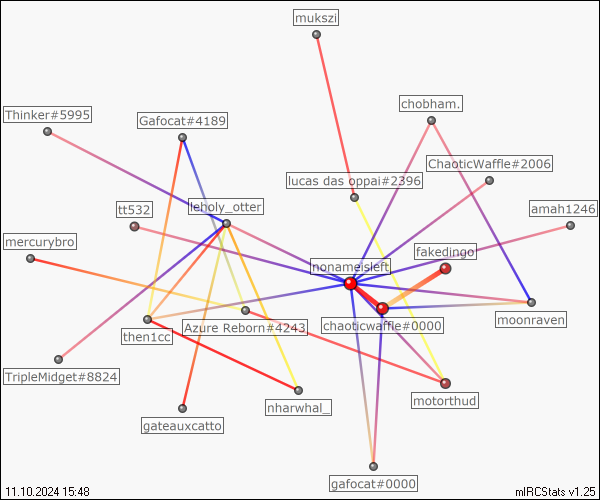 mukszi
chobham.
Thinker#5995
Gafocat#4189
ChaoticWaffle#2006
lucas das oppai#2396
tt532
leholy_otter
amah1246
mercurybro
fakedingo
nonameisleft
chaoticwaffle#0000
moonraven
Azure Reborn#4243
then1cc
TripleMidget#8824
motorthud
nharwhal_
gateauxcatto
gafocat#0000
11.10.2024 15:48
mIRCStats v1.25